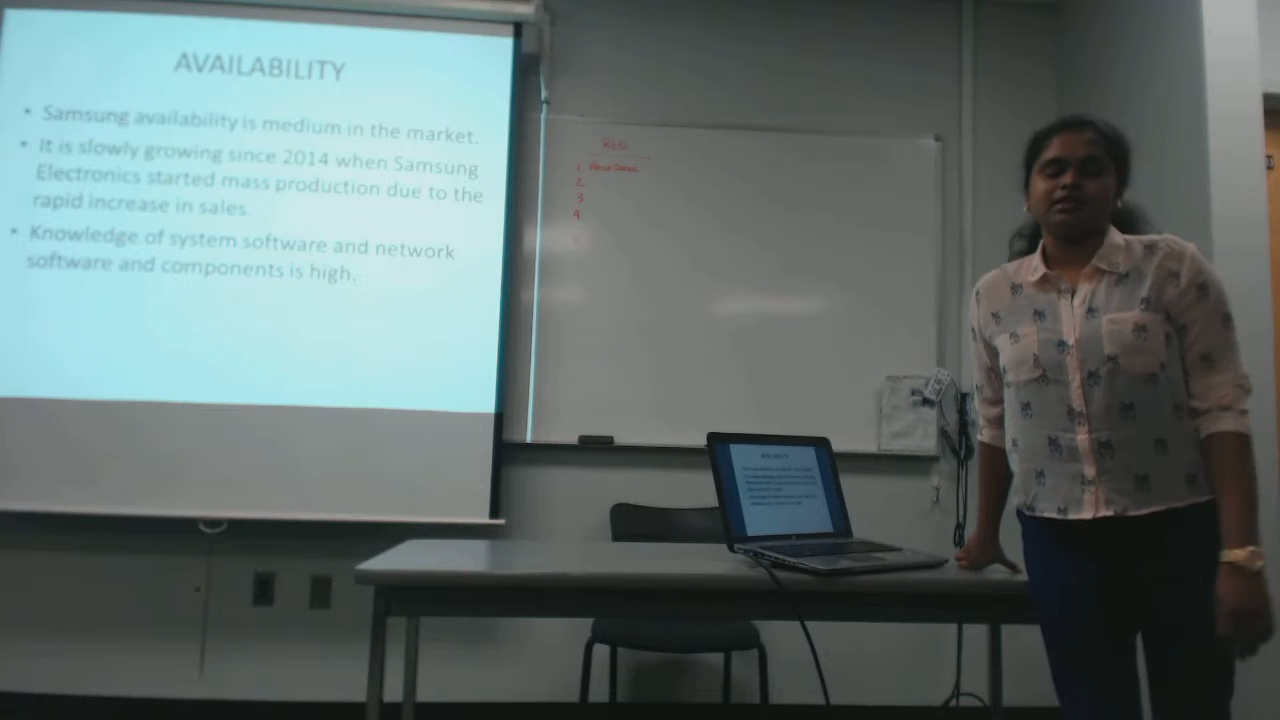 AVAILABILITY
• Samsung availability is medium in the market.
• It is slowly growing since 2014 when Samsung
Electronics started mass production due to the
rapid increase in sales.
• Knowledge of system software and network
software and components is high.
1
2
3
4
AVAILABILITY